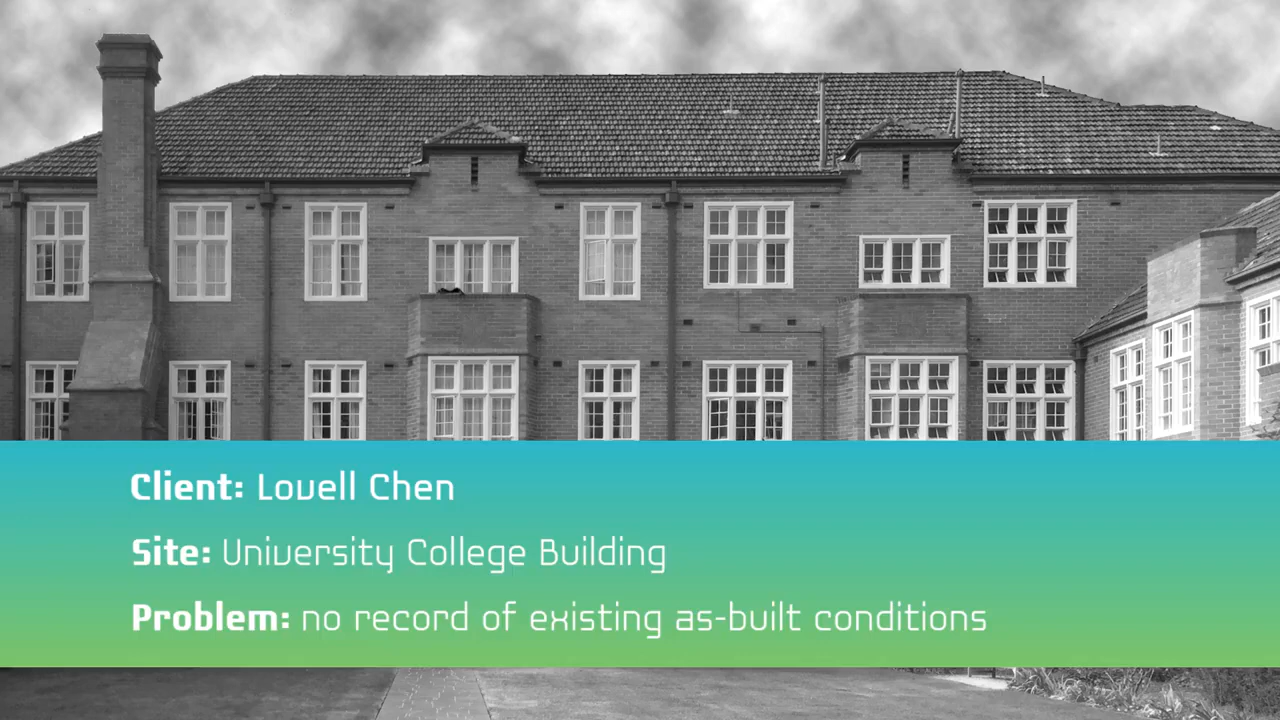 Client: Lovell Chen
Site: University College Building
Problem: no record of existing as-built conditions